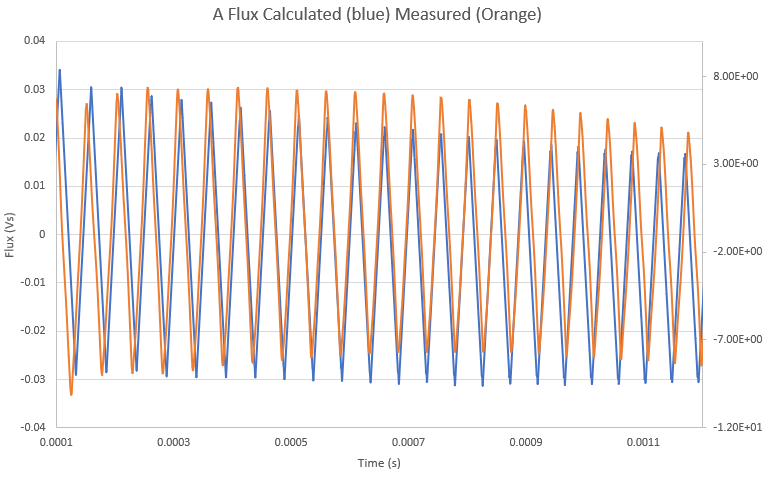 A Flux Calculated (blue) Measured (Orange)
0.04
0.03
0.02
0.01
0
-0.01
-0.02
-0.03
-0.04
Flux (Vs)
8.00E+00
3.00E+00
-2.00E+00
-7.00E+00
-1.20E+01
0.0001 0.0003 0.0005 0.0007 0.0009 0.0011
Time (s)